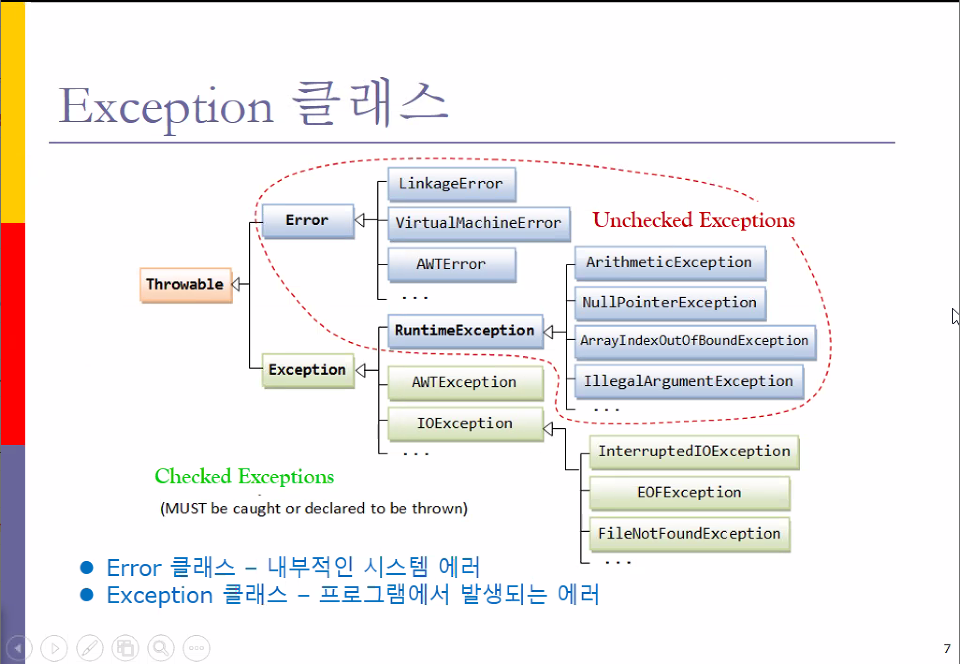 Exception 클래스
LinkageError
Error
VirtualMachineError
Unchecked Exceptions
AWTError
ArithmeticException
Throwable
...
NullPointerException
RuntimeException
ArrayIndexOutOfBoundException
Exception
AWTException
IllegalArgumentException
...
IOException
...
InterruptedIOException
Checked Exceptions
EOFException
(MUST be caught or declared to be thrown)
FileNotFoundException
...
● Error 클래스 – 내부적인 시스템 에러
● Exception 클래스 – 프로그램에서 발생되는 에러
7